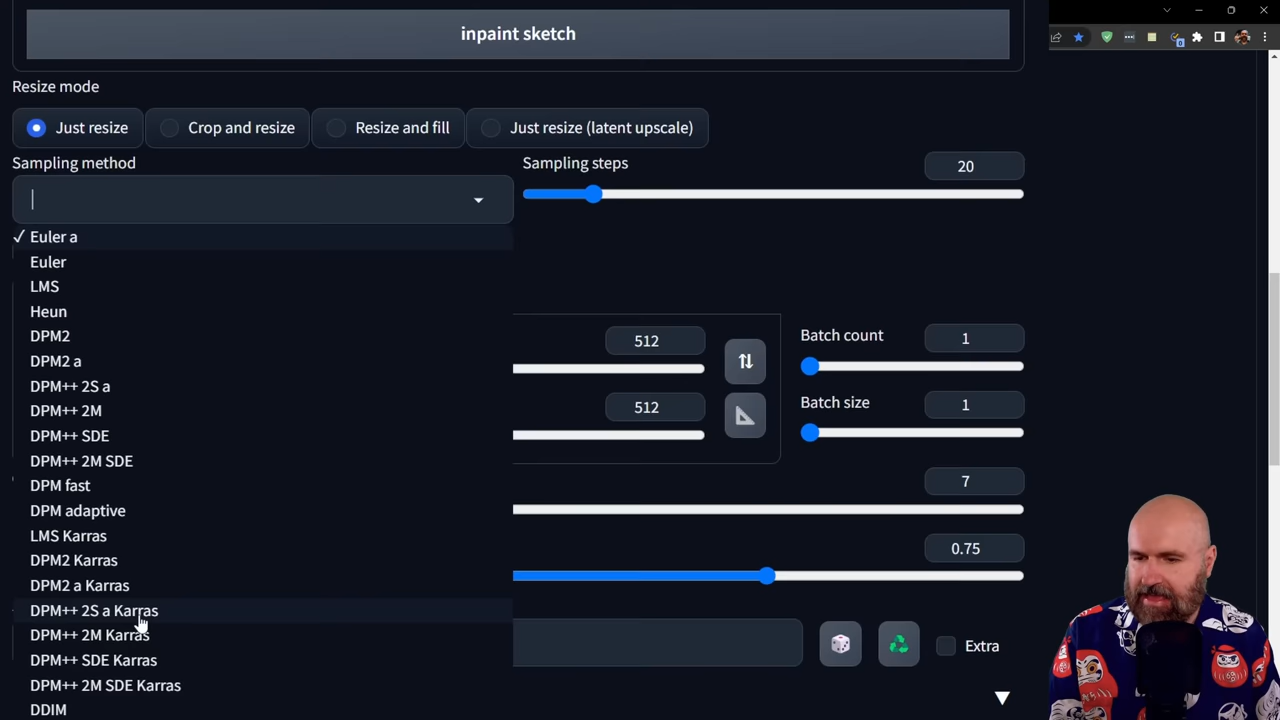 inpaint sketch
Resize mode
Just resize
Crop and resize
Resize and fill
Just resize (latent upscale)
Sampling method
Sampling steps
20
Euler a
Euler
LMS
Heun
DPM2
DPM2 a
DPM++ 2S a
DPM++ 2M
DPM++ SDE
DPM++ 2M SDE
DPM fast
DPM adaptive
LMS Karras
DPM2 Karras
DPM2 a Karras
DPM++ 2S a Karras
DPM++ 2M Karras
DPM++ SDE Karras
DPM++ 2M SDE Karras
DDIM
512
512
Batch count
1
Batch size
1
7
0.75
Extra